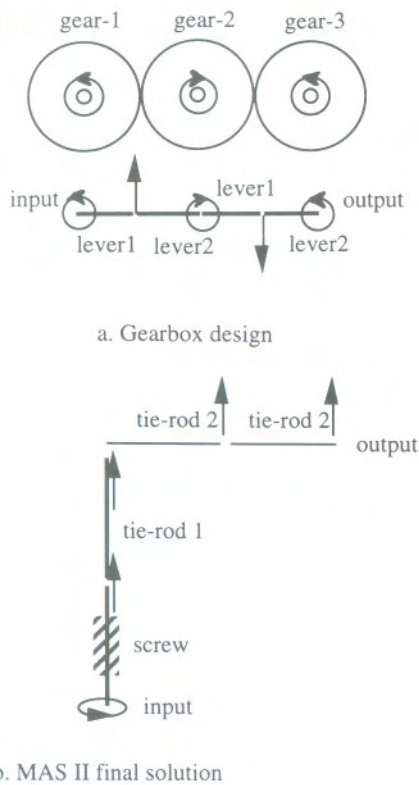 gear-1 gear-2 gear-3
input lever1 output
lever1 lever2 lever2
a. Gearbox design
tie-rod 2 tie-rod 2
output
tie-rod 1
screw
input
b. MAS II final solution